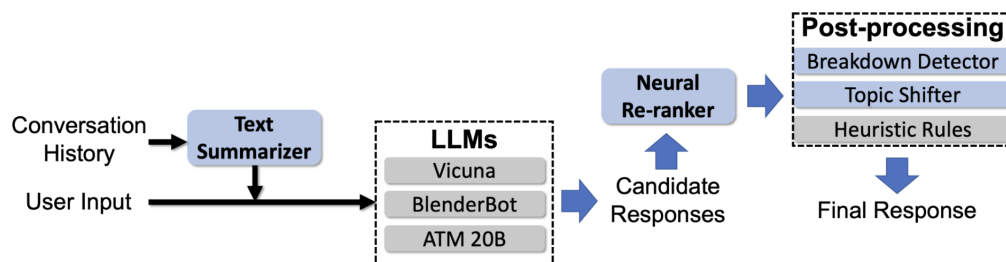 Conversation
History
User Input
Text
Summarizer
LLMs
Vicuna
BlenderBot
ATM 20B
Candidate
Responses
Neural
Re-ranker
Post-processing
Breakdown Detector
Topic Shifter
Heuristic Rules
Final Response